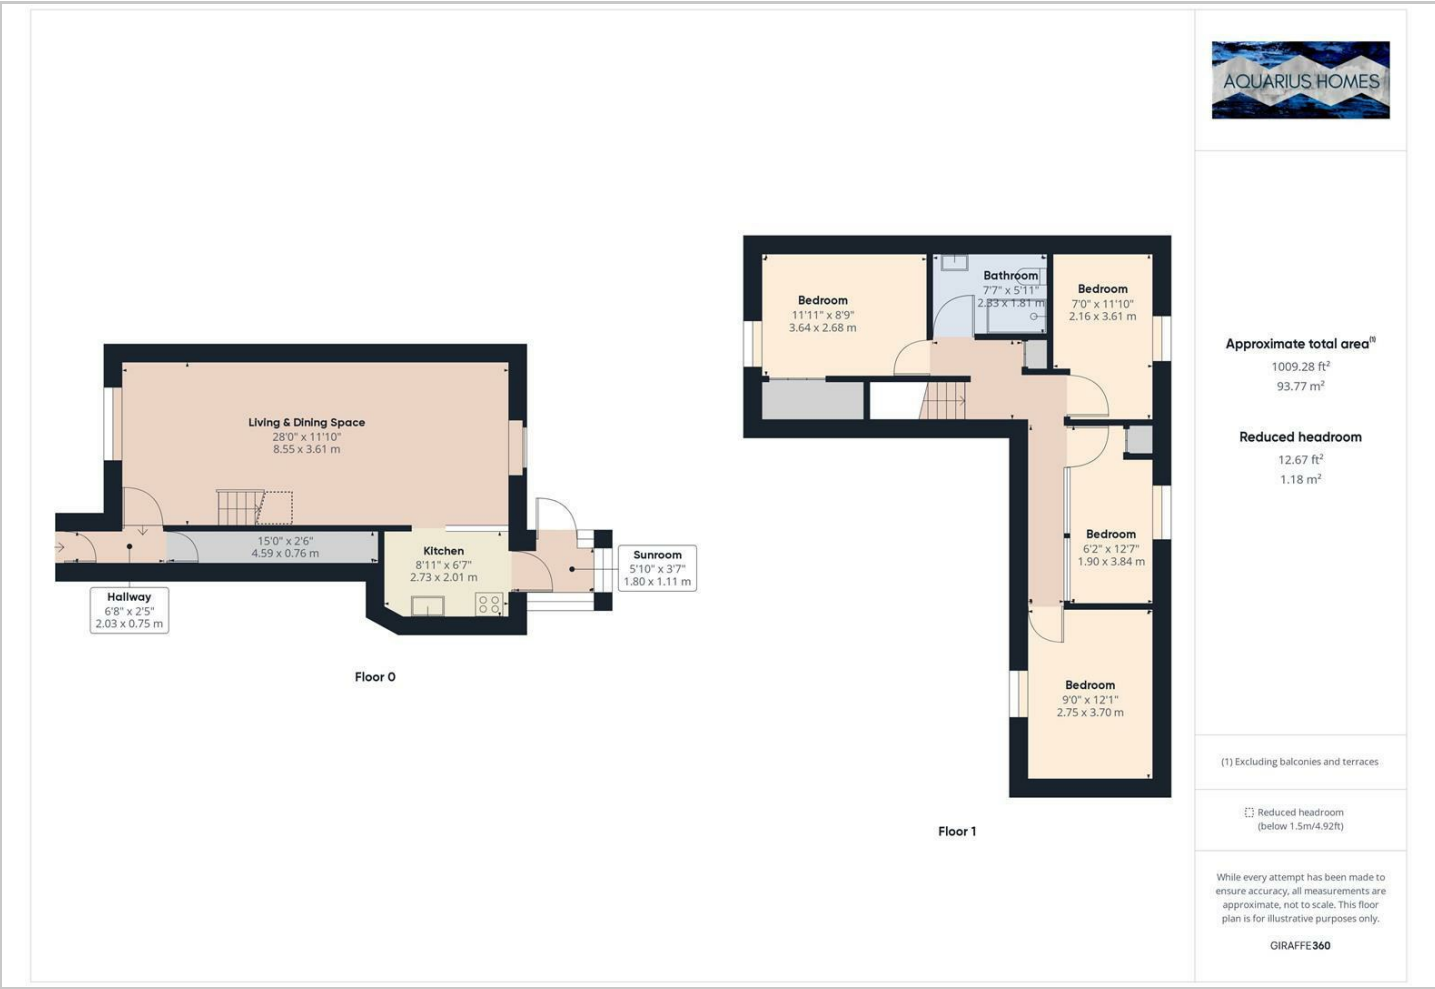 Living & Dining Space
28'0" x 11'10"
8.55 x 3.61 m
15'0" x 2'6"
4.59 x 0.76 m
Kitchen
8'11" x 6'7"
2.73 x 2.01 m
Sunroom
5'10" x 3'7"
1.80 x 1.11 m
Hallway
6'8" x 2'5"
2.03 x 0.75 m
Floor 0
Bedroom
11'11" x 8'9"
3.64 x 2.68 m
Bathroom
7'7" x 5'11"
2.33 x 1.81 m
Bedroom
7'0" x 11'10"
2.16 x 3.61 m
Bedroom
6'2" x 12'7"
1.90 x 3.84 m
Bedroom
9'0" x 12'1"
2.75 x 3.70 m
Floor 1
AQUARIUS HOMES
Approximate total area(1)
1009.28 ft²
93.77 m²
Reduced headroom
12.67 ft²
1.18 m²
(1) Excluding balconies and terraces
Reduced headroom
(below 1.5m/4.92ft)
While every attempt has been made to
ensure accuracy, all measurements are
approximate, not to scale. This floor
plan is for illustrative purposes only.
GIRAFFE360